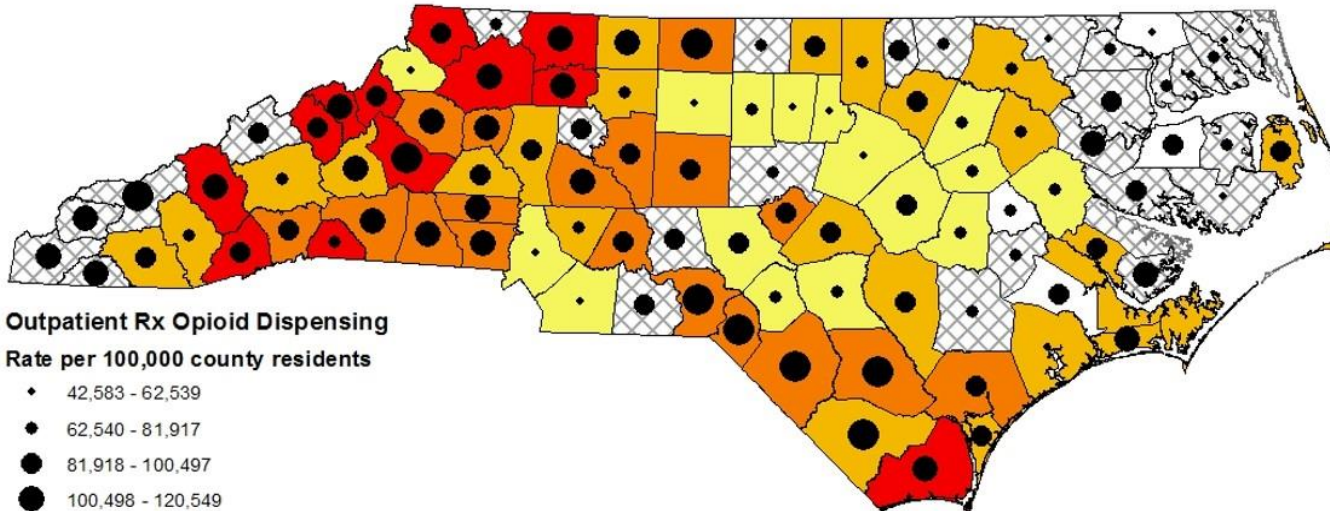 Outpatient Rx Opioid Dispensing
Rate per 100,000 county residents
42,583 - 62,539
62,540 - 81,917
81,918 - 100,497
100,498 - 120,549